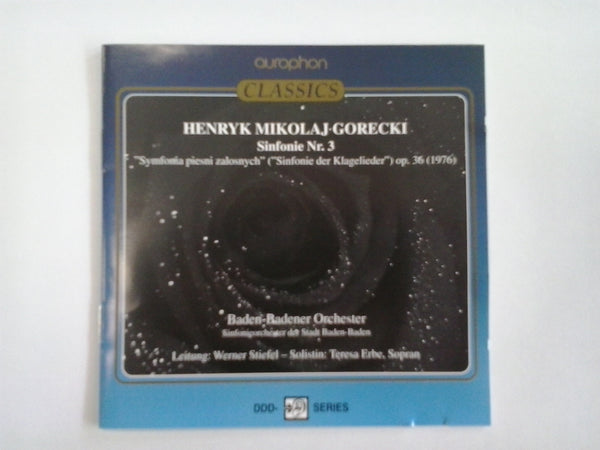 aurophon
CLASSICS
HENRYK MIKOLAJ-GORECKI
Sinfonie Nr. 3
"Symfonia piesni zalosnych" ("Sinfonie der Klagelieder") op. 36 (1976)
Baden-Badener Orchester
Sinfonieorchester der Stadt Baden-Baden
Leitung: Werner Stiefel – Solistin: Teresa Erbe, Sopran
DDD- SERIES